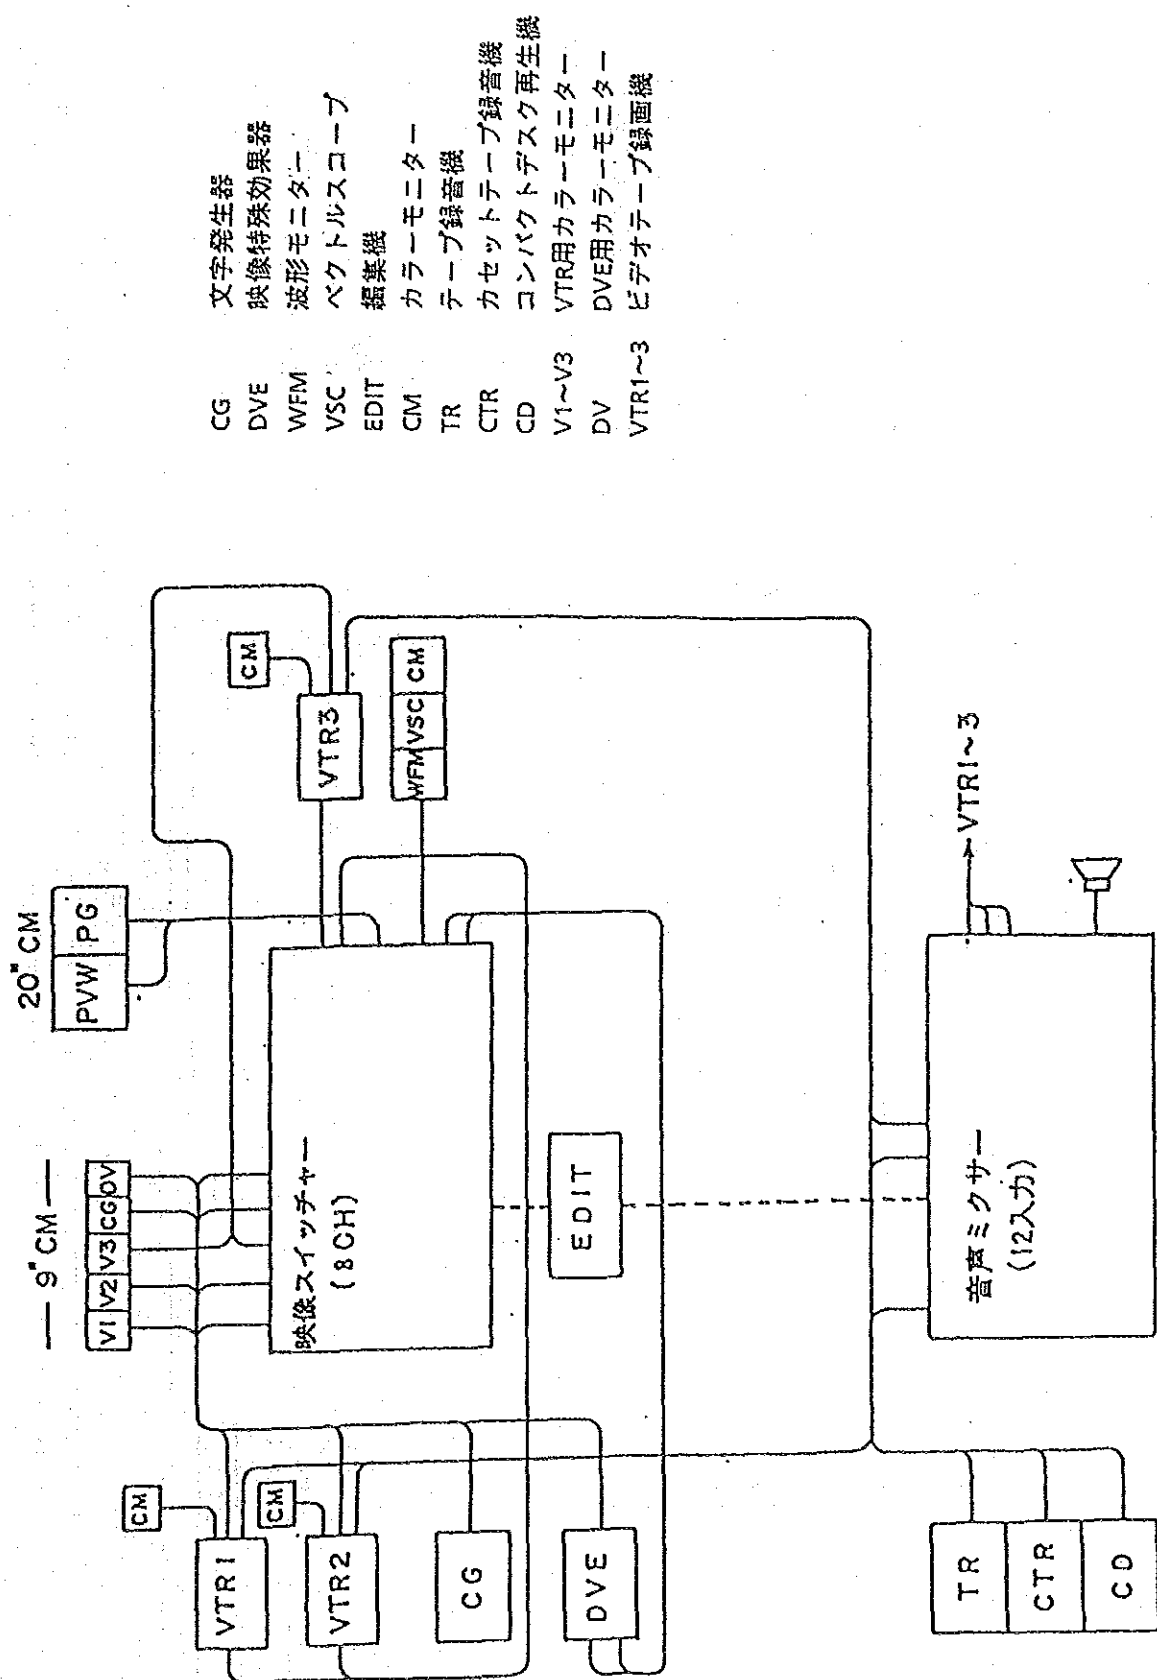 20" CM
PVW PG
9" CM
V1 V2 V3 CG DV
CM
VTR1
CM
VTR2
CG
DVE
映像スイッチャー
(8CH)
CM
VTR3
WFM VSC CM
EDIT
音声ミクサー
(12入力)
VTR1~3
TR
CTR
CD
CG 文字発生器
DVE 映像特殊効果器
WFM 波形モニター
VSC ベクトルスコープ
EDIT 編集機
CM カラーモニター
TR テープ録音機
CTR カセットテープ録音機
CD コンパクトデスク再生機
V1~V3 VTR用カラーモニター
DV DVE用カラーモニター
VTR1~3 ビデオテープ録画機